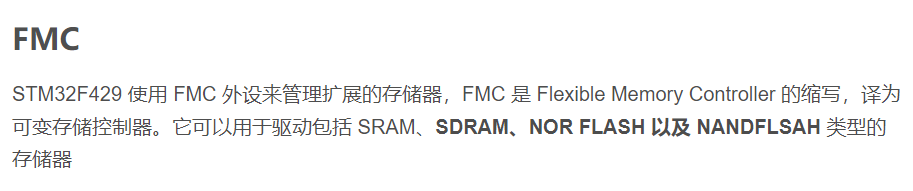 FMC
STM32F429 使用 FMC 外设来管理扩展的存储器，FMC 是 Flexible Memory Controller 的缩写，译为
可变存储控制器。它可以用于驱动包括 SRAM、SDRAM、NOR FLASH 以及 NANDFLSAH 类型的
存储器